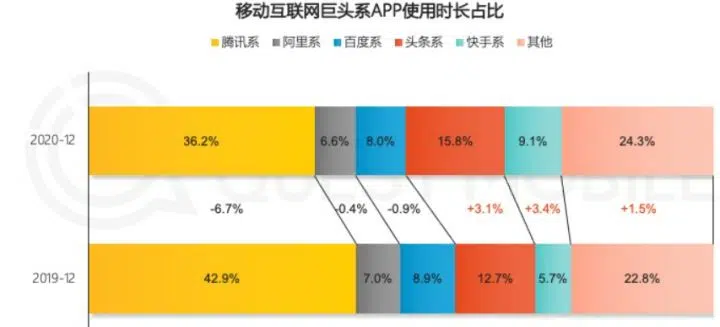 移动互联网巨头系APP使用时长占比
腾讯系 阿里系 百度系 头条系 快手系 其他
2020-12 36.2% 6.6% 8.0% 15.8% 9.1% 24.3%
-6.7% -0.4% -0.9% +3.1% +3.4% +1.5%
2019-12 42.9% 7.0% 8.9% 12.7% 5.7% 22.8%
QUESTMOBILE